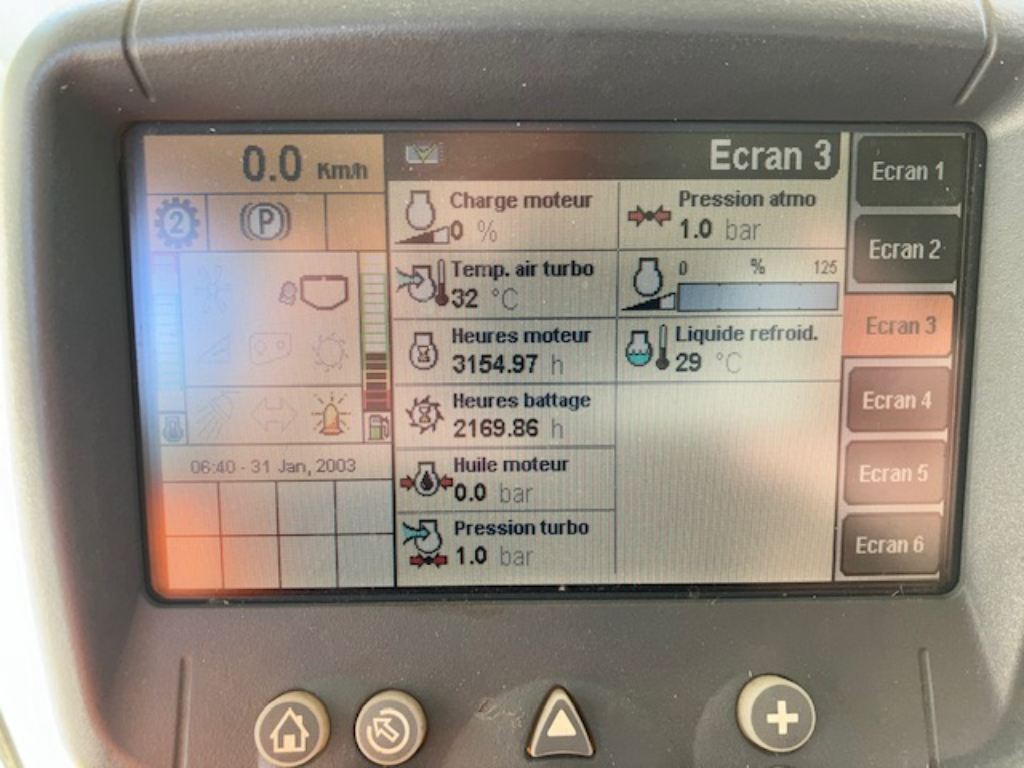 0.0 Km/h
2
P
06:40 - 31 Jan, 2003
Ecran 3
Charge moteur
0 %
Temp. air turbo
32 °C
Heures moteur
3154.97 h
Heures battage
2169.86 h
Huile moteur
0.0 bar
Pression turbo
1.0 bar
Pression atmo
1.0 bar
0 % 125
Liquide refroid.
29 °C
Ecran 1
Ecran 2
Ecran 3
Ecran 4
Ecran 5
Ecran 6